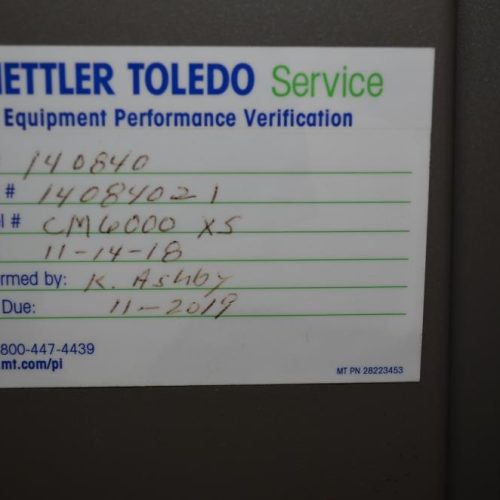 METTLER TOLEDO Service
Equipment Performance Verification
140840
# 14084021
l # CM6000 XS
11-14-18
rmed by: K. Ashby
Due: 11-2019
800-447-4439
mt.com/pi
MT PN 28223453